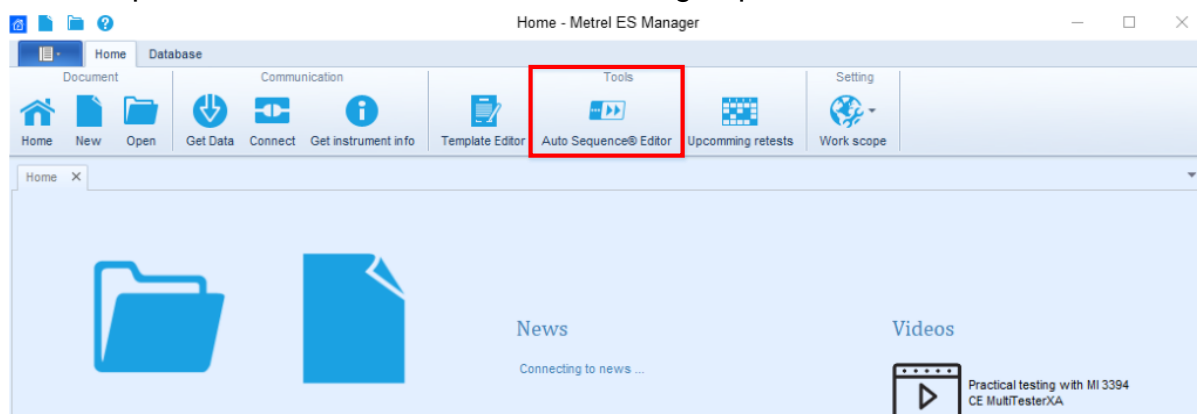 Home - Metrel ES Manager
Home Database
Document Communication Tools Setting
Home New Open Get Data Connect Get instrument info Template Editor Auto Sequence® Editor Upcomming retests Work scope
Home
News
Videos
Connecting to news ...
Practical testing with MI 3394
CE MultiTesterXA